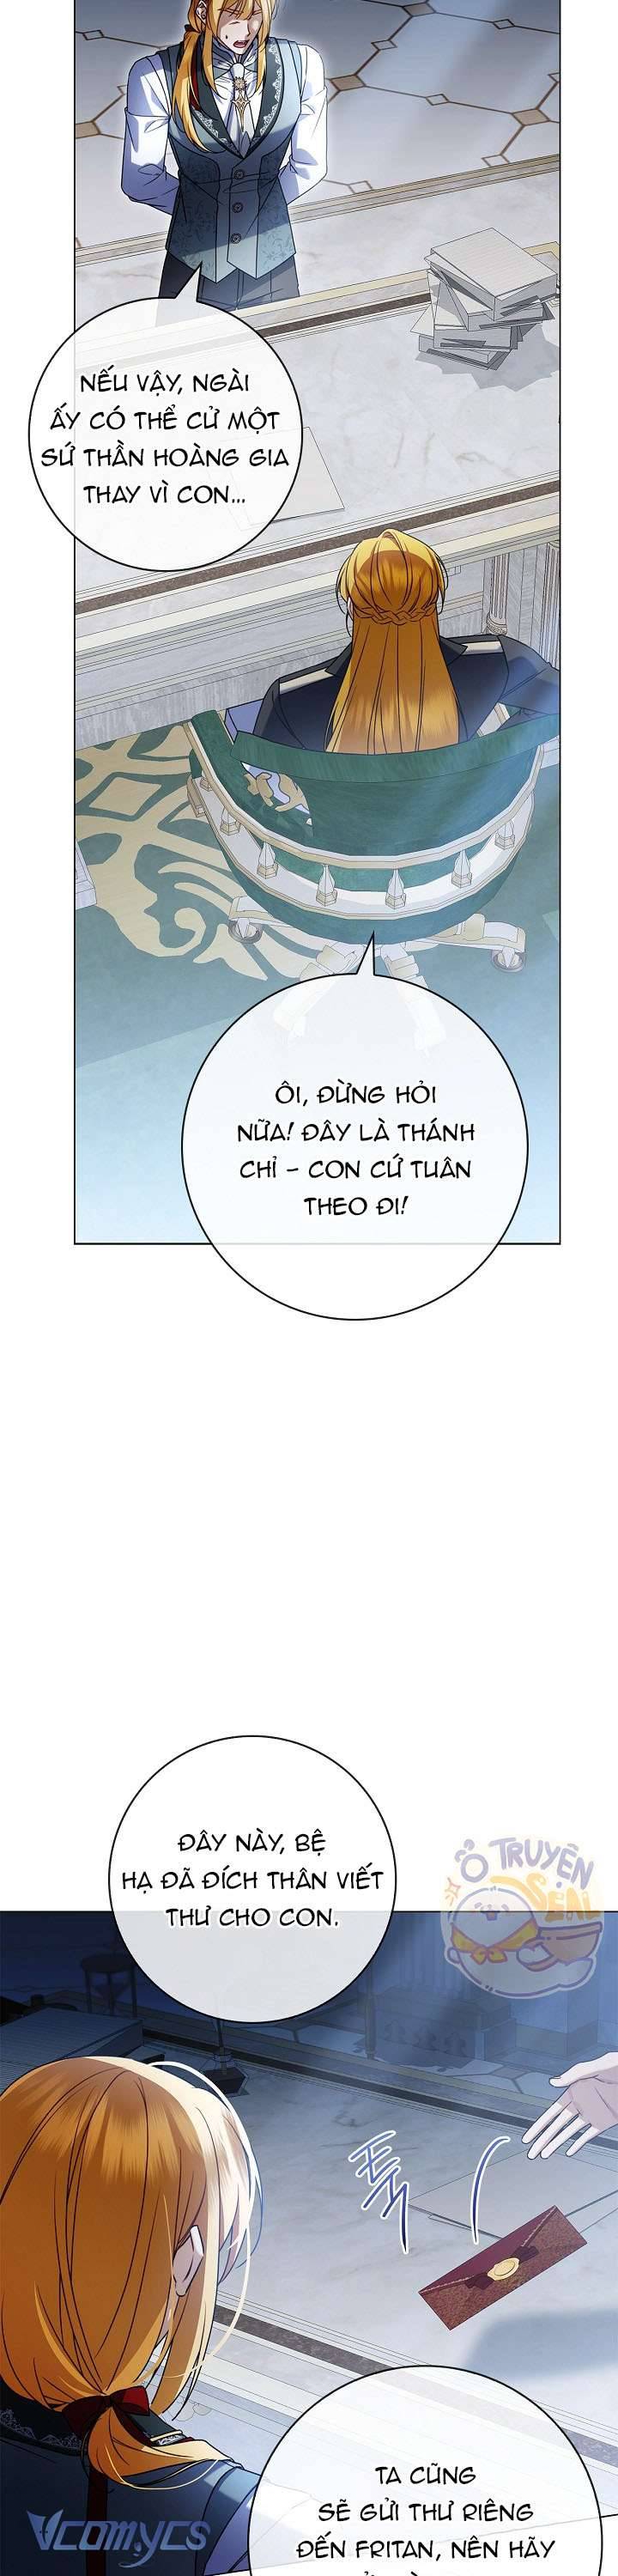 NẾU VẬY, NGÀI
ẤY CÓ THỂ CỬ MỘT
SỨ THẦN HOÀNG GIA
THAY VÌ CON...
ÔI, ĐỪNG HỎI
NỮA! ĐÂY LÀ THÁNH
CHỈ - CON CỨ TUÂN
THEO ĐI!
ĐÂY NÀY, BỆ
HẠ ĐÃ ĐÍCH THÂN VIẾT
THƯ CHO CON.
Ổ TRUYỆN
SENI
툭
TA CŨNG
SẼ GỬI THƯ RIÊNG
ĐẾN FRITAN, NÊN HÃY
VCOMYCS